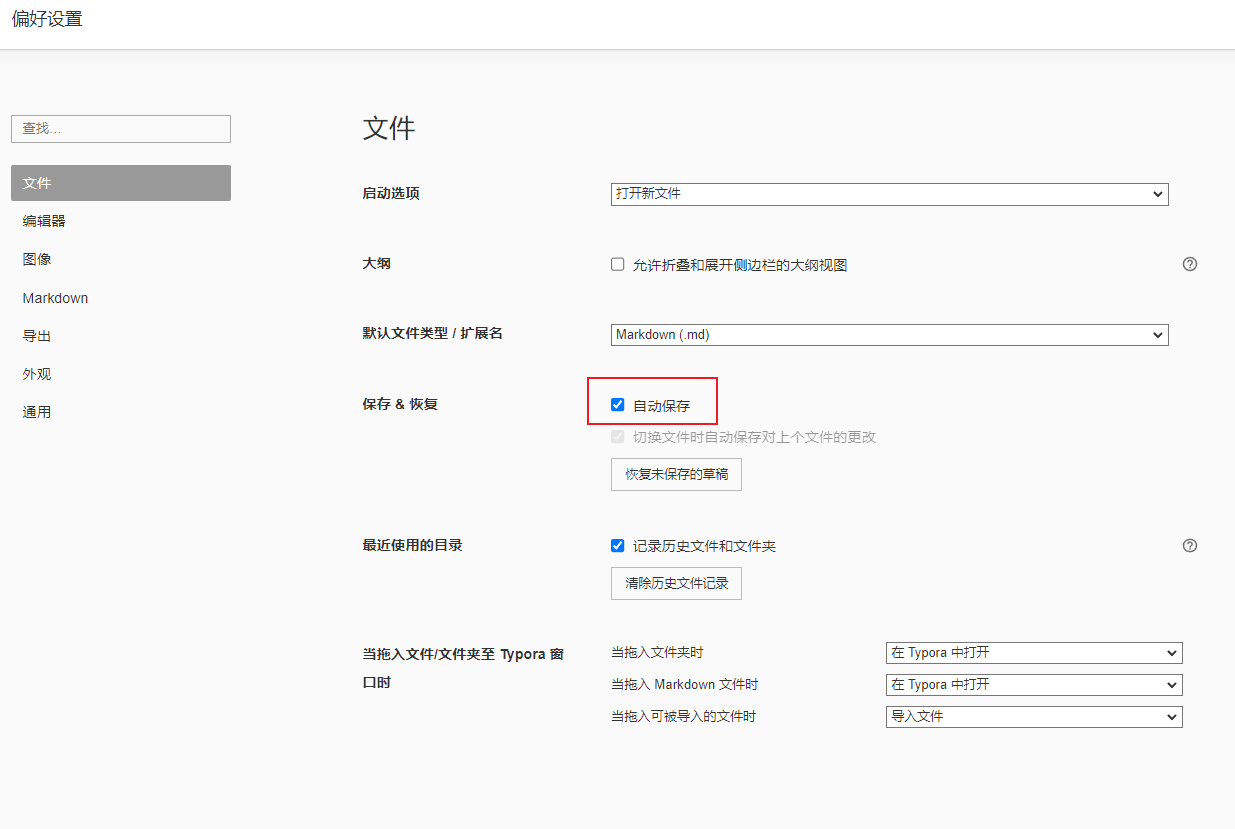 偏好设置
查找...
文件
编辑器
图像
Markdown
导出
外观
通用
文件
启动选项
打开新文件
大纲
允许折叠和展开侧边栏的大纲视图
默认文件类型 / 扩展名
Markdown (.md)
保存 & 恢复
自动保存
切换文件时自动保存对上个文件的更改
恢复未保存的草稿
最近使用的目录
记录历史文件和文件夹
清除历史文件记录
当拖入文件/文件夹至 Typora 窗
口时
当拖入文件夹时
在 Typora 中打开
当拖入 Markdown 文件时
在 Typora 中打开
当拖入可被导入的文件时
导入文件